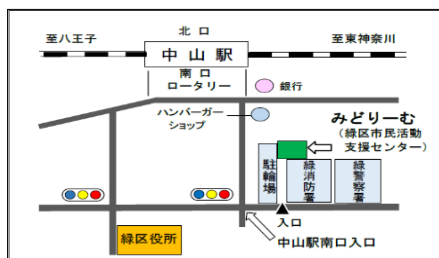 北口
至八王子
至東神奈川
中山駅
南口
ロータリー
銀行
ハンバーガー
ショップ
みどりーむ
(緑区市民活動
支援センター)
駐輪場
緑消防署
緑警察署
入口
緑区役所
中山駅南口入口